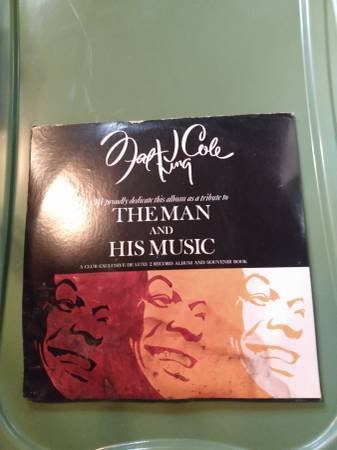 Nat King Cole
We proudly dedicate this album as a tribute to
THE MAN
AND
HIS MUSIC
A CLUB EXCLUSIVE DE LUXE 2 RECORD ALBUM AND SOUVENIR BOOK